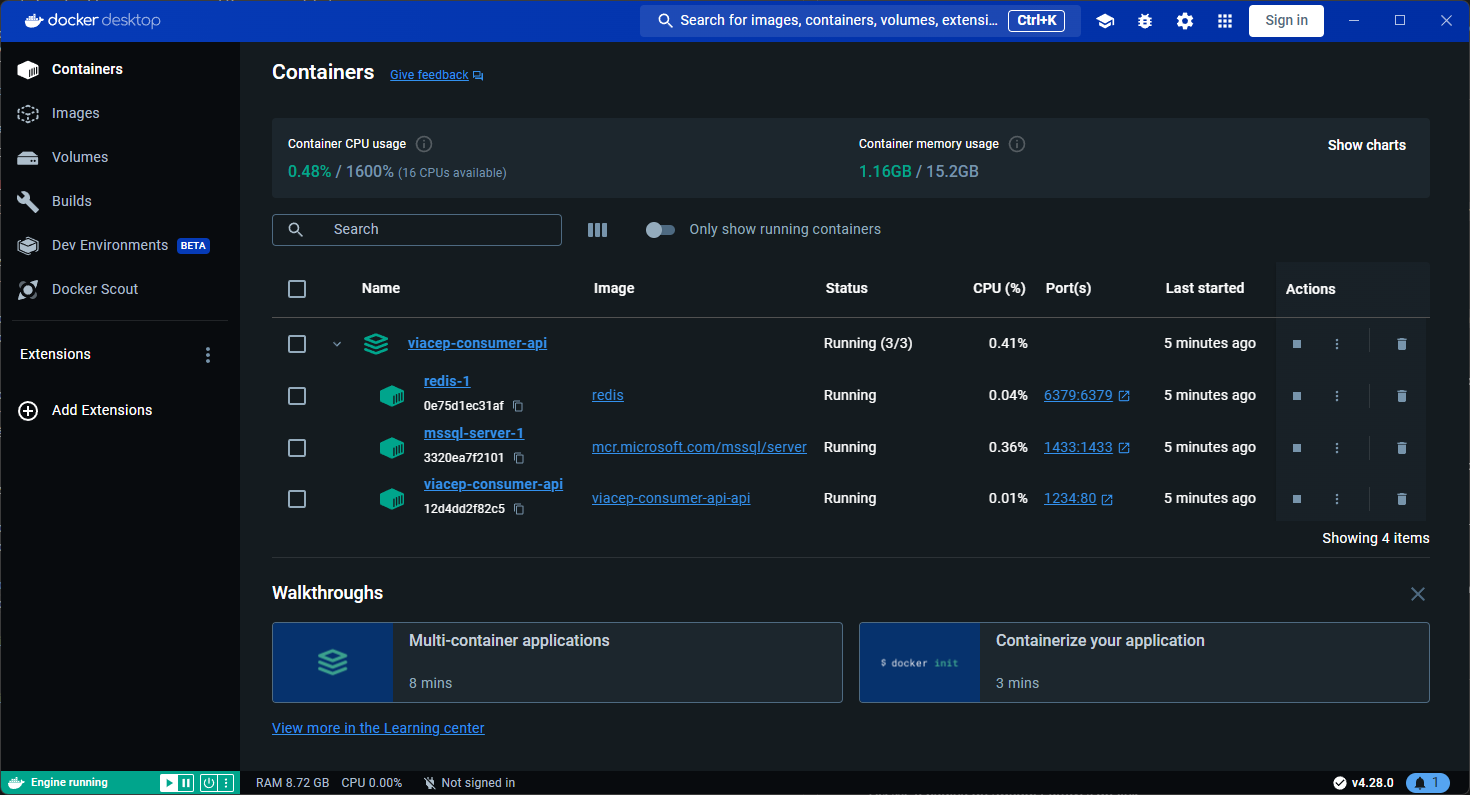 docker desktop
Search for images, containers, volumes, extensi... Ctrl+K
Sign in
Containers
Images
Volumes
Builds
Dev Environments BETA
Docker Scout
Extensions
Add Extensions
Containers Give feedback
Container CPU usage
0.48% / 1600% (16 CPUs available)
Container memory usage
1.16GB / 15.2GB
Show charts
Search
Only show running containers
Name Image Status CPU (%) Port(s) Last started Actions
viacep-consumer-api Running (3/3) 0.41% 5 minutes ago
redis-1
0e75d1ec31af
redis Running 0.04% 6379:6379 5 minutes ago
mssql-server-1
3320ea7f2101
mcr.microsoft.com/mssql/server Running 0.36% 1433:1433 5 minutes ago
viacep-consumer-api
12d4dd2f82c5
viacep-consumer-api-api Running 0.01% 1234:80 5 minutes ago
Showing 4 items
Walkthroughs
Multi-container applications
8 mins
$ docker init
Containerize your application
3 mins
View more in the Learning center
Engine running
RAM 8.72 GB CPU 0.00% Not signed in
v4.28.0
1